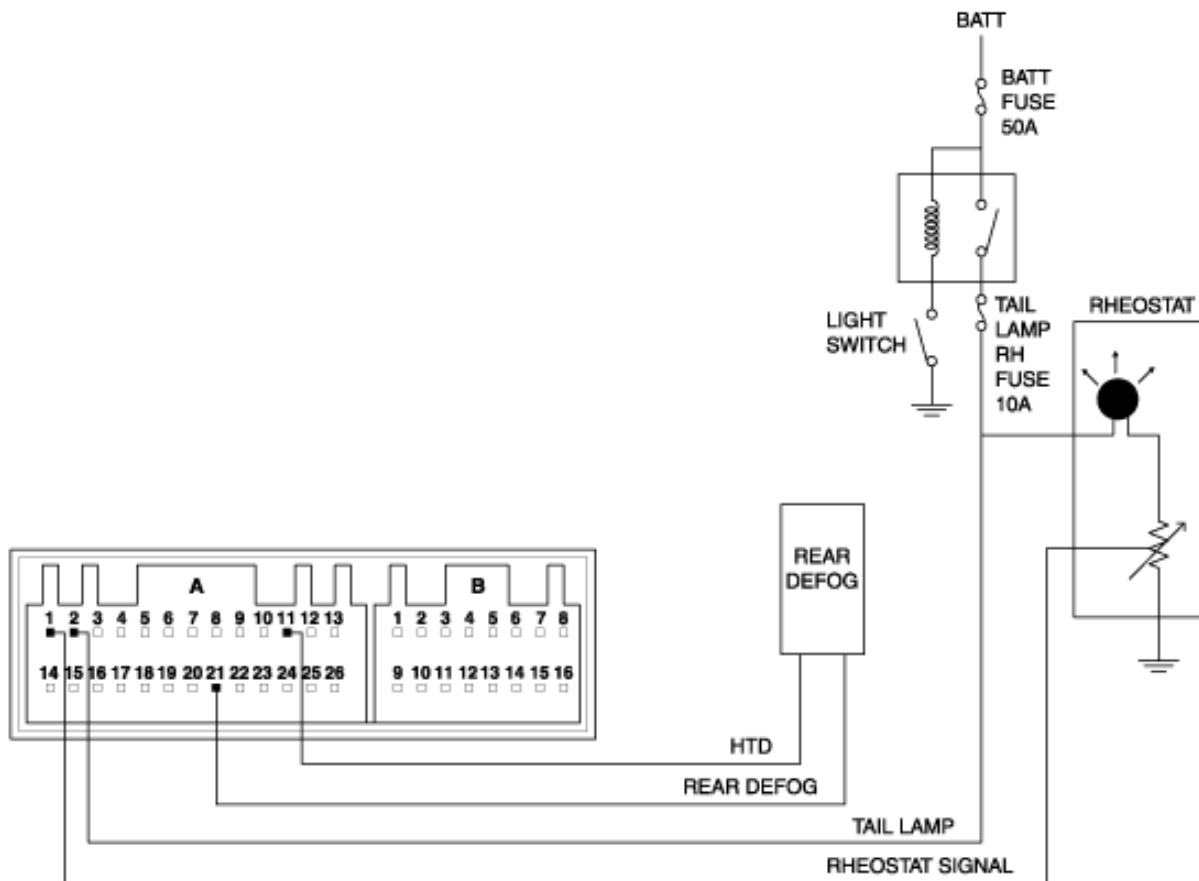 BATT
BATT
FUSE
50A
LIGHT
SWITCH
TAIL
LAMP
RH
FUSE
10A
RHEOSTAT
REAR
DEFOG
A
B
1 2 3 4 5 6 7 8 9 10 11 12 13
1 2 3 4 5 6 7 8
14 15 16 17 18 19 20 21 22 23 24 25 26
9 10 11 12 13 14 15 16
HTD
REAR DEFOG
TAIL LAMP
RHEOSTAT SIGNAL